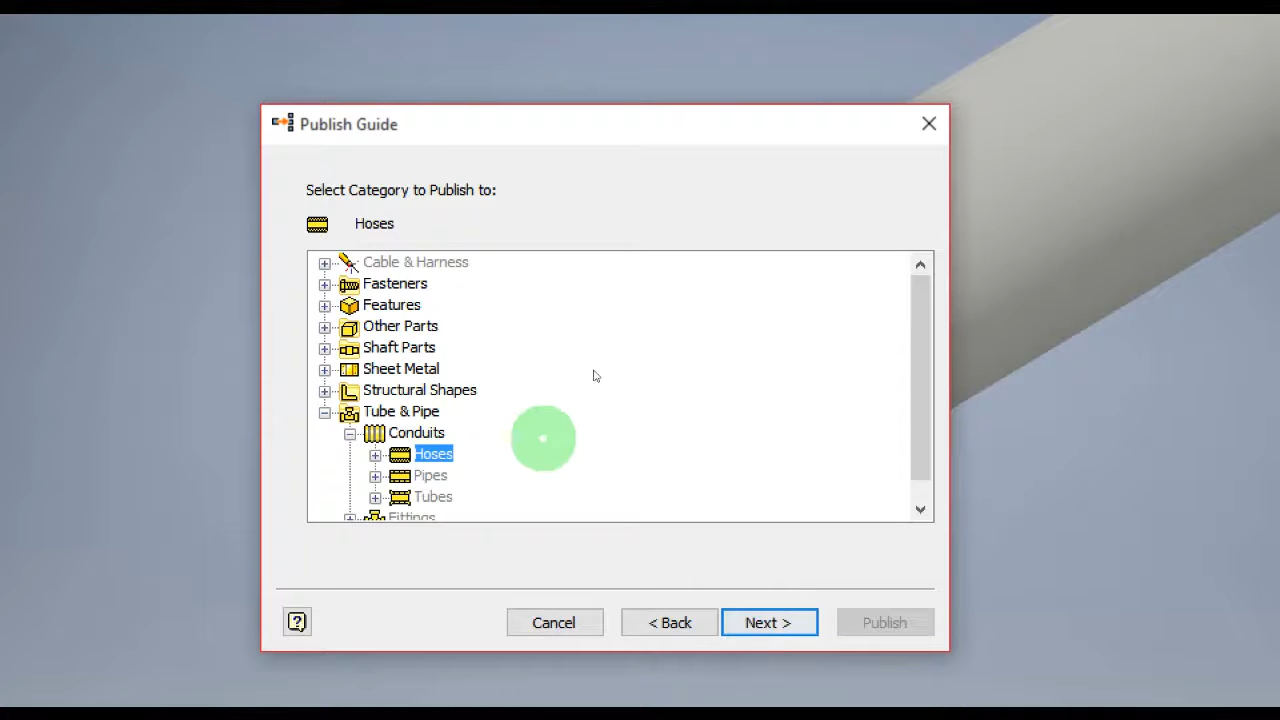 Publish Guide
Select Category to Publish to:
Hoses
Cable & Harness
Fasteners
Features
Other Parts
Shaft Parts
Sheet Metal
Structural Shapes
Tube & Pipe
Conduits
Hoses
Pipes
Tubes
Fittings
Cancel < Back Next > Publish